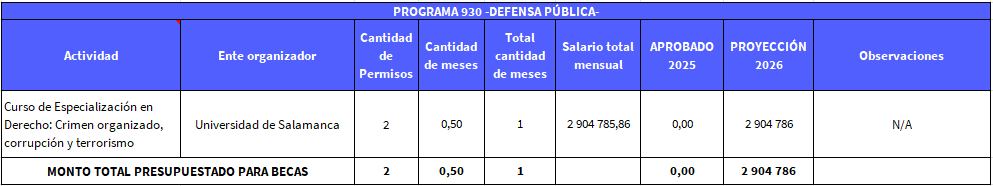 PROGRAMA 930 -DEFENSA PÚBLICA-
Actividad Ente organizador Cantidad de Permisos Cantidad de meses Total cantidad de meses Salario total mensual APROBADO 2025 PROYECCIÓN 2026 Observaciones
Curso de Especialización en Derecho: Crimen organizado, corrupción y terrorismo Universidad de Salamanca 2 0,50 1 2 904 785,86 0,00 2 904 786 N/A
MONTO TOTAL PRESUPUESTADO PARA BECAS 2 0,50 1 0,00 2 904 786